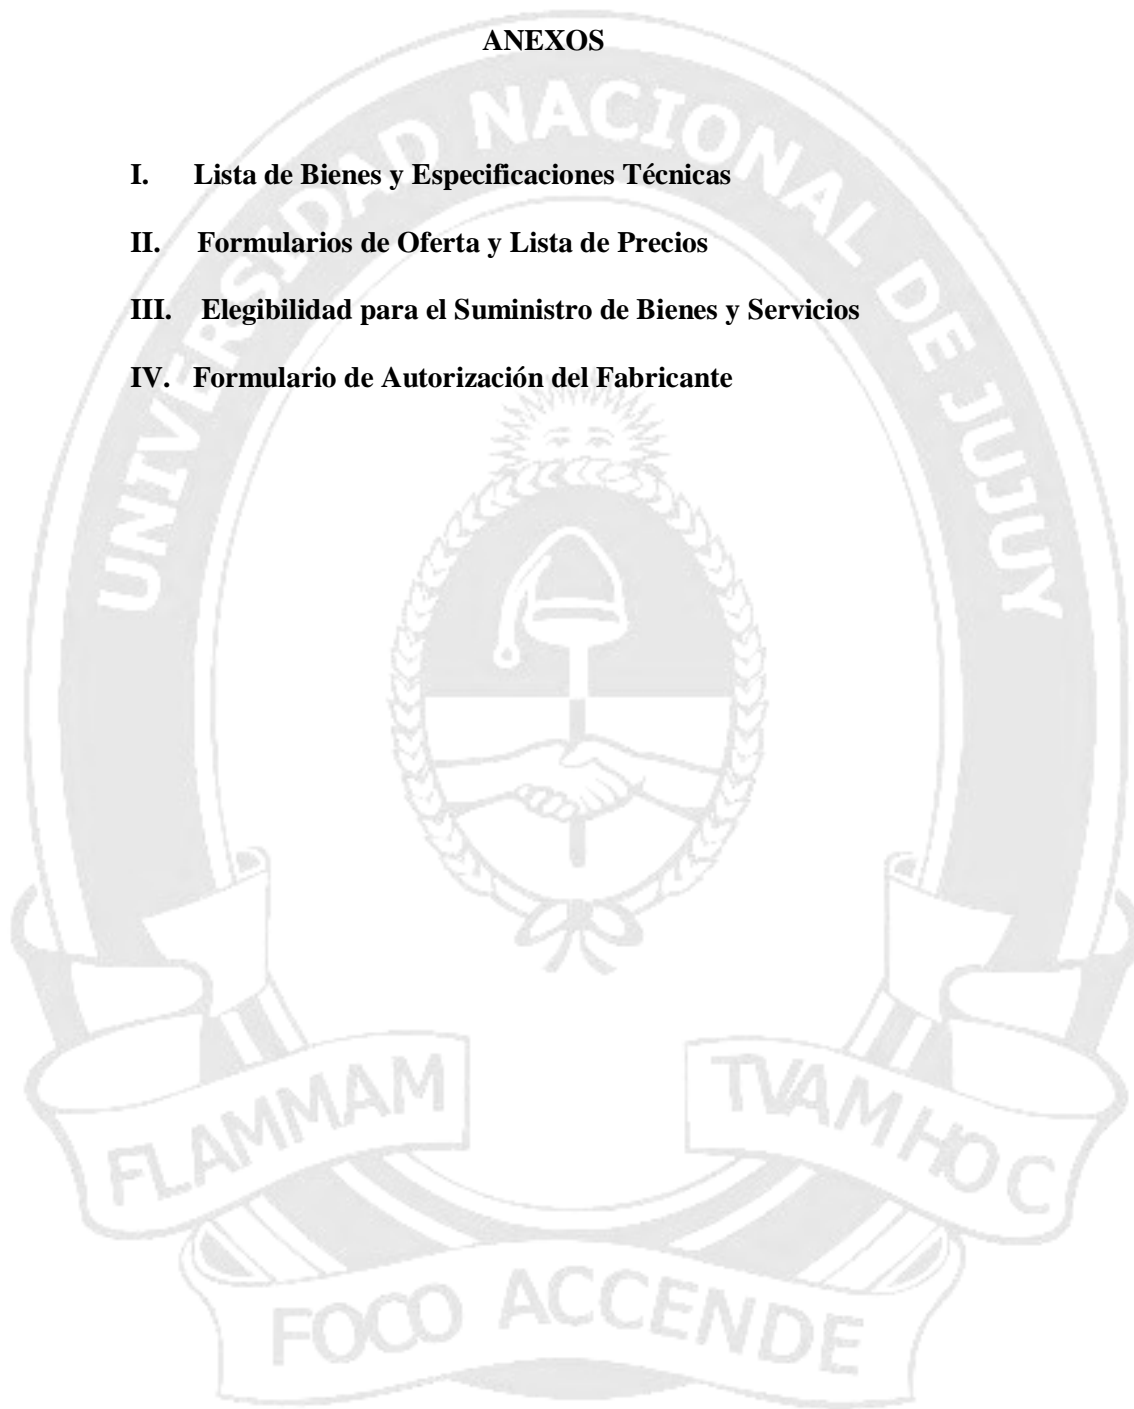 ANEXOS
I. Lista de Bienes y Especificaciones Técnicas
II. Formularios de Oferta y Lista de Precios
III. Elegibilidad para el Suministro de Bienes y Servicios
IV. Formulario de Autorización del Fabricante
UNIVERSIDAD NACIONAL DE JUJUY
FLAMMAM
TVAM HOC
FOCO ACCENDE